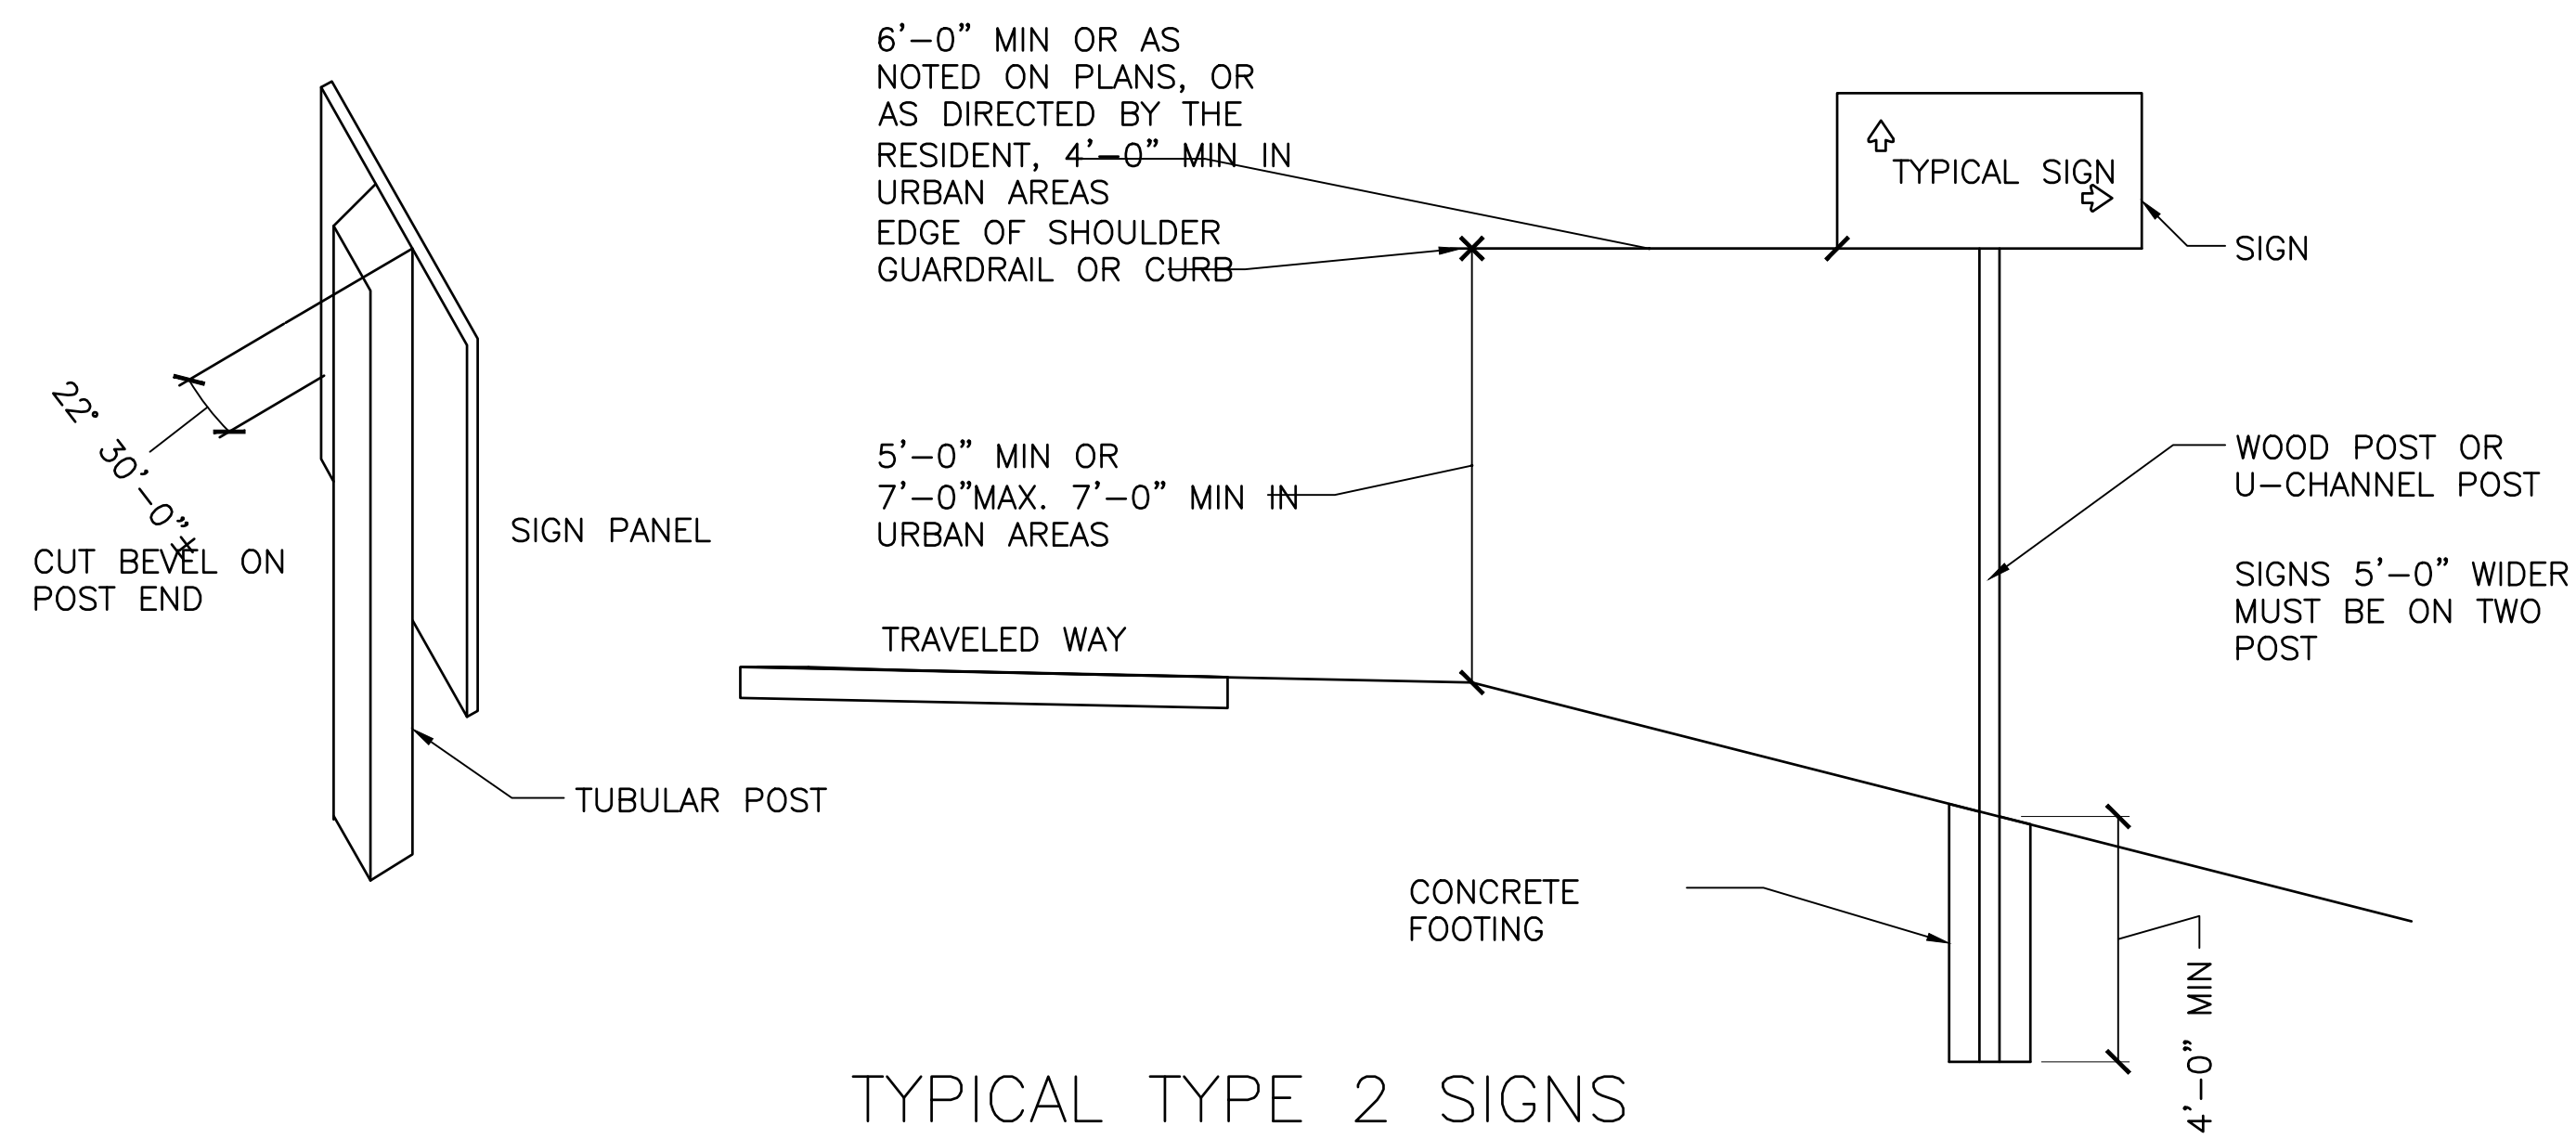 6'-0" MIN OR AS
NOTED ON PLANS, OR
AS DIRECTED BY THE
RESIDENT, 4'-0" MIN IN
URBAN AREAS
EDGE OF SHOULDER
GUARDRAIL OR CURB
TYPICAL SIGN
SIGN
22° 30'-0"±
CUT BEVEL ON
POST END
SIGN PANEL
5'-0" MIN OR
7'-0"MAX. 7'-0" MIN IN
URBAN AREAS
WOOD POST OR
U-CHANNEL POST
SIGNS 5'-0" WIDER
MUST BE ON TWO
POST
TRAVELED WAY
TUBULAR POST
CONCRETE
FOOTING
4'-0" MIN
TYPICAL TYPE 2 SIGNS